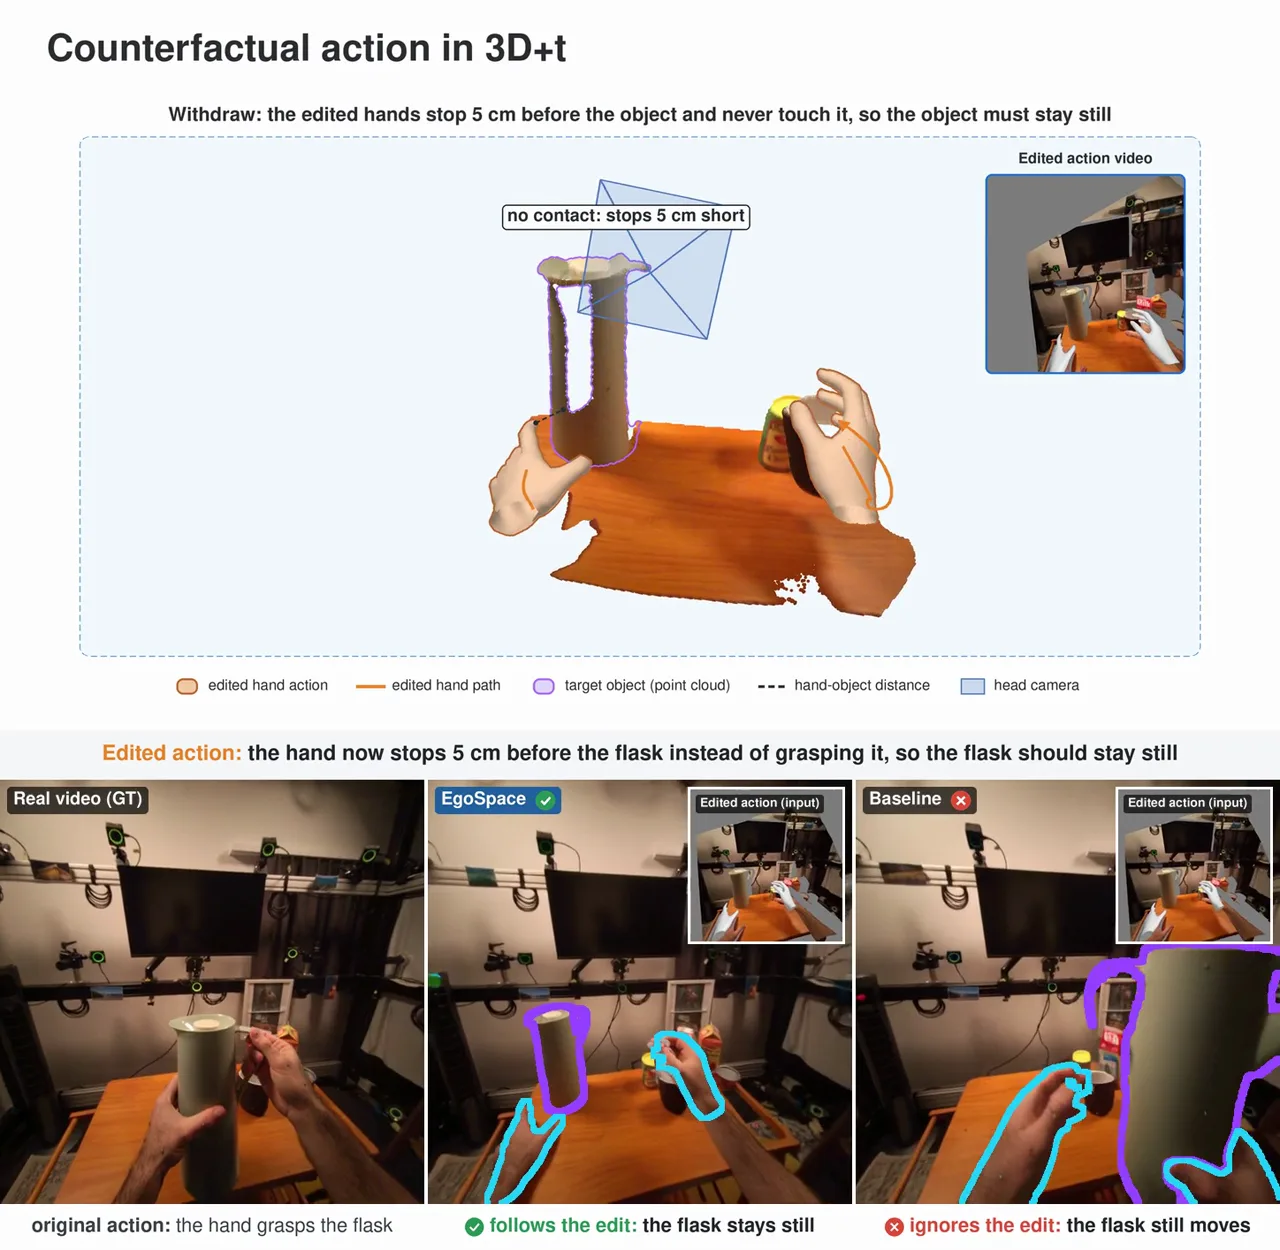 Counterfactual action in 3D+t
Withdraw: the edited hands stop 5 cm before the object and never touch it, so the object must stay still
Edited action video
no contact: stops 5 cm short
edited hand action
edited hand path
target object (point cloud)
hand-object distance
head camera
Edited action: the hand now stops 5 cm before the flask instead of grasping it, so the flask should stay still
Real video (GT)
EgoSpace
Edited action (input)
Baseline
Edited action (input)
original action: the hand grasps the flask
follows the edit: the flask stays still
ignores the edit: the flask still moves